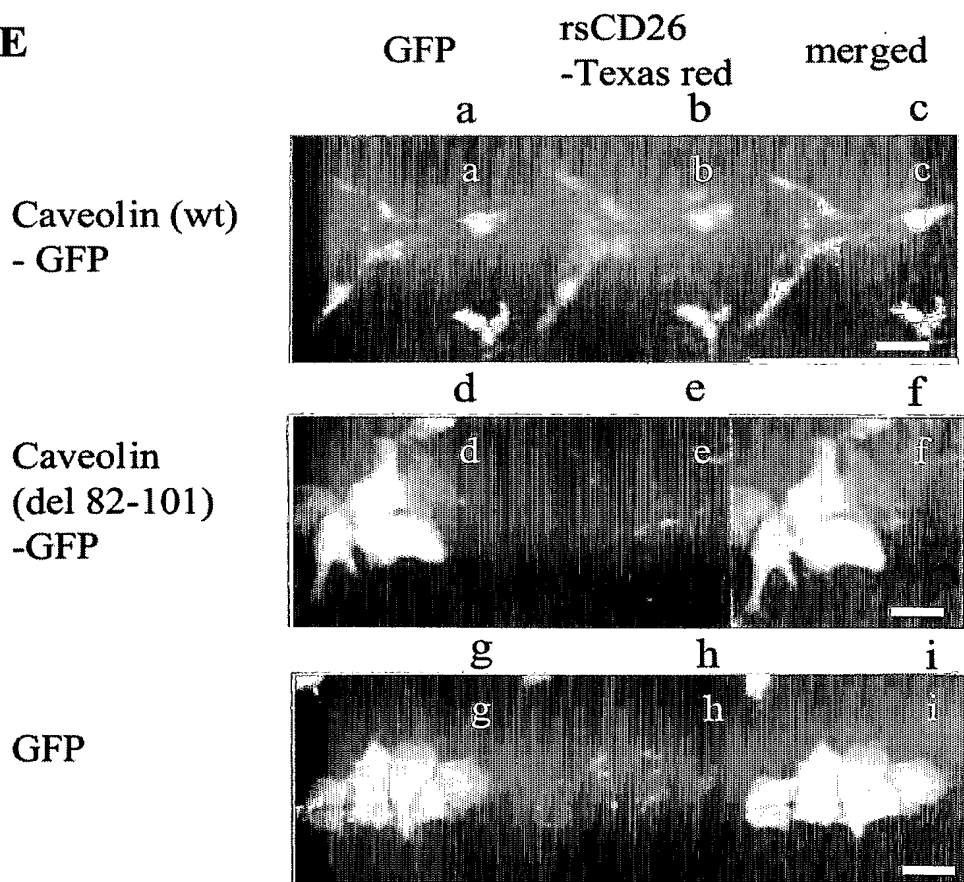 E
GFP
rsCD26
-Texas red
merged
a b c
a b c
Caveolin (wt)
- GFP
d e f
d e f
Caveolin
(del 82-101)
-GFP
g h i
g h i
GFP